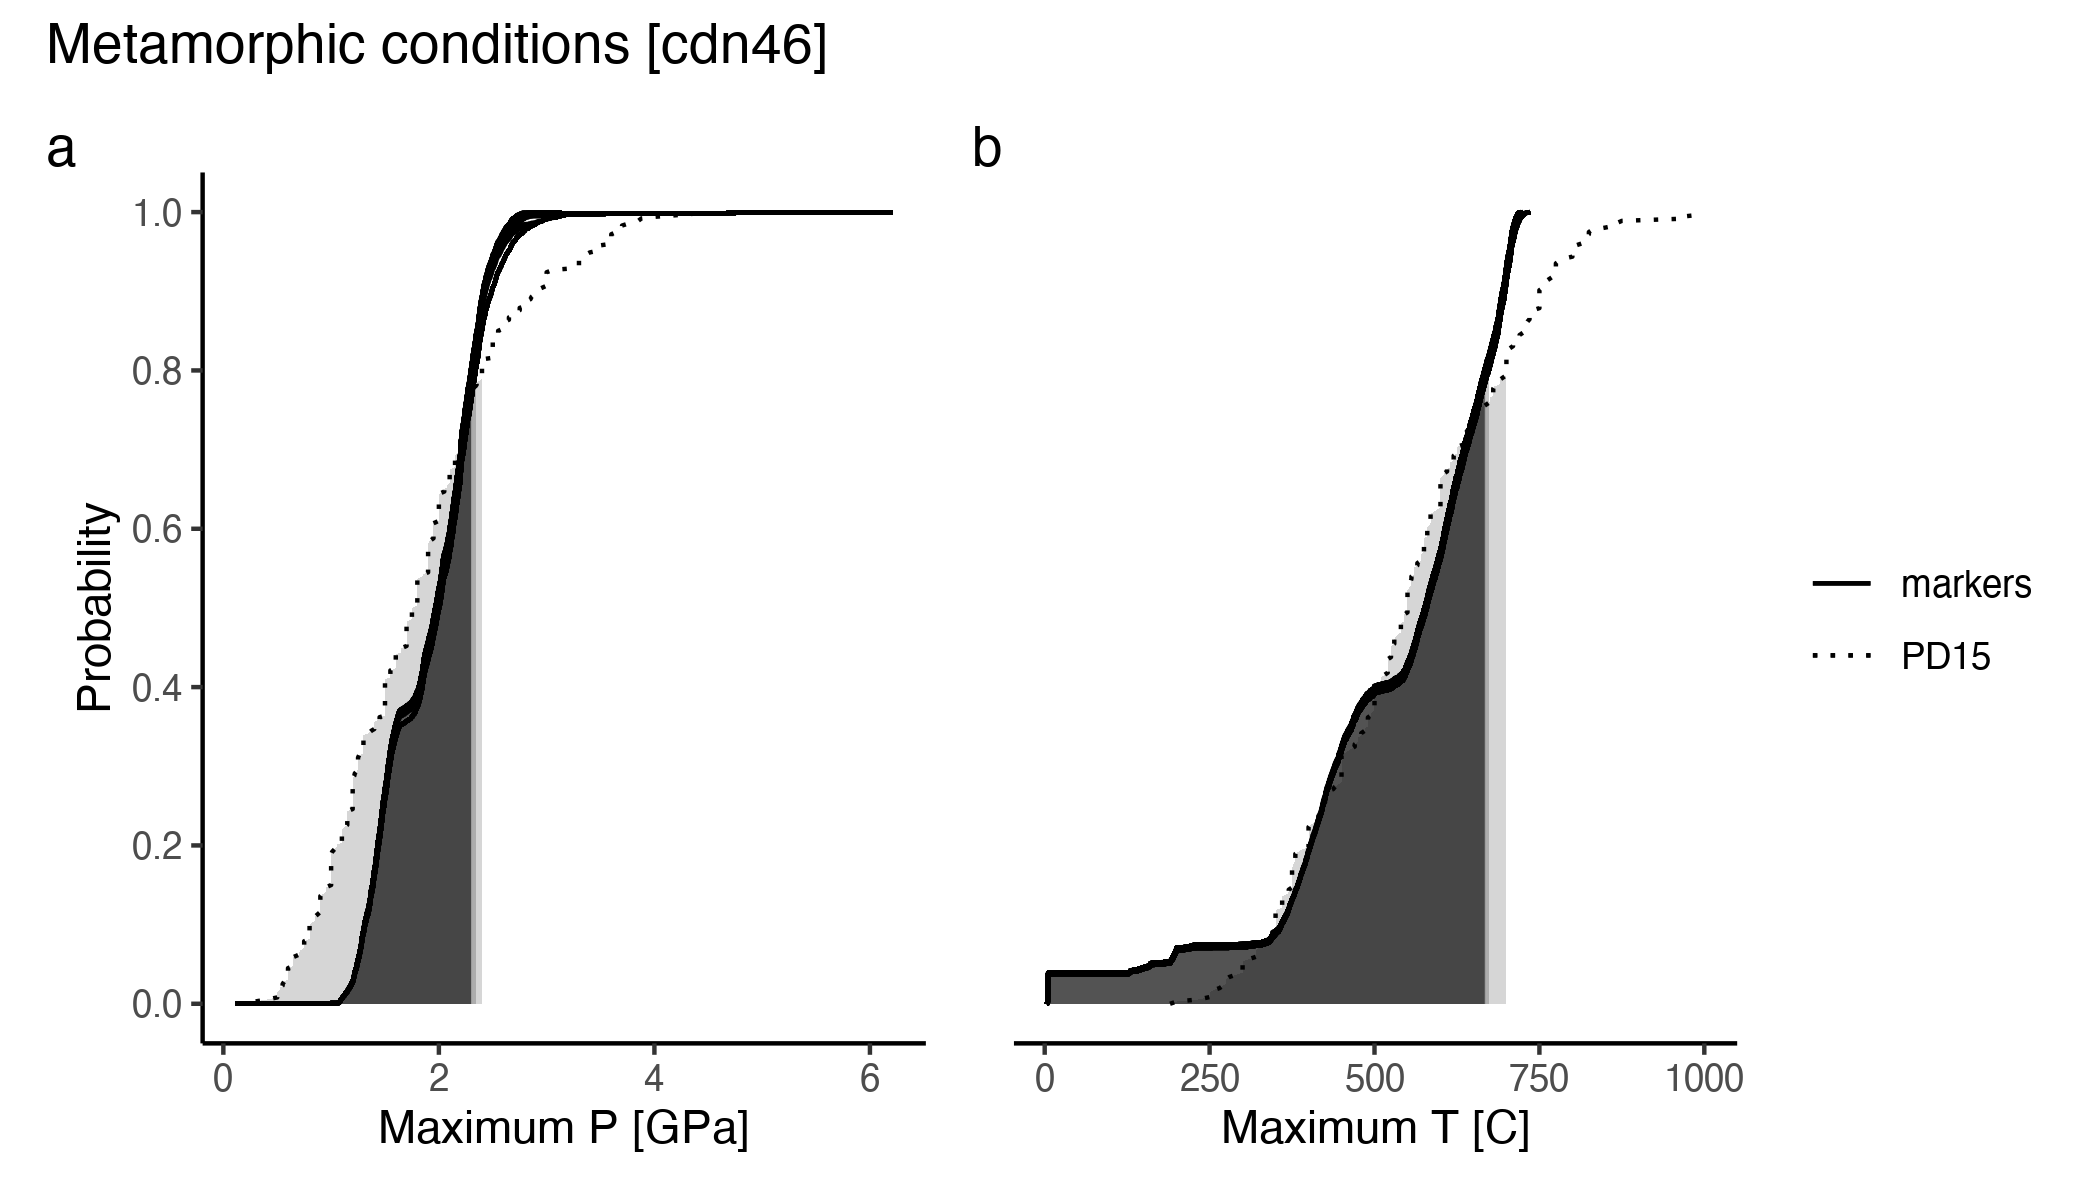 Metamorphic conditions [cdn46]
a
b
Probability
1.0
0.8
0.6
0.4
0.2
0.0
0 2 4 6
Maximum P [GPa]
0 250 500 750 1000
Maximum T [C]
markers
PD15